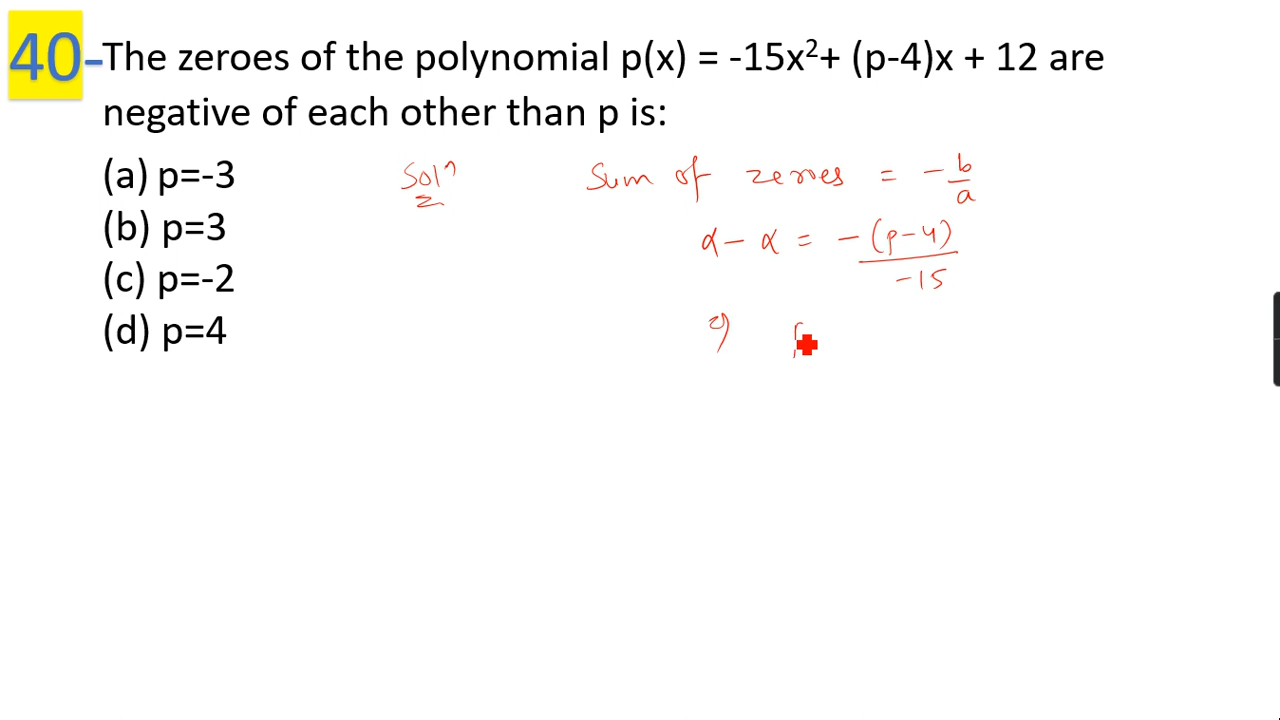 40- The zeroes of the polynomial p(x) = -15x²+ (p-4)x + 12 are
negative of each other than p is:
(a) p=-3
(b) p=3
(c) p=-2
(d) p=4
Solⁿ
Sum of zeroes = - b/a
α - α = - (p-4)/-15